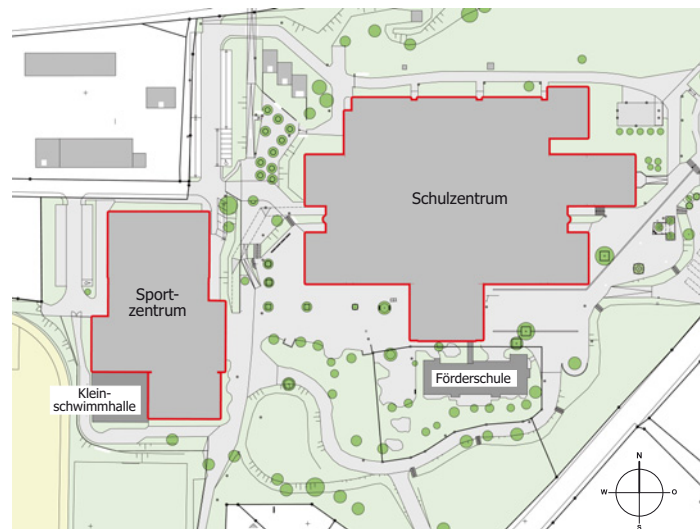 Schulzentrum
Sport-
zentrum
Klein-
schwimmhalle
Förderschule
N
W
O
S